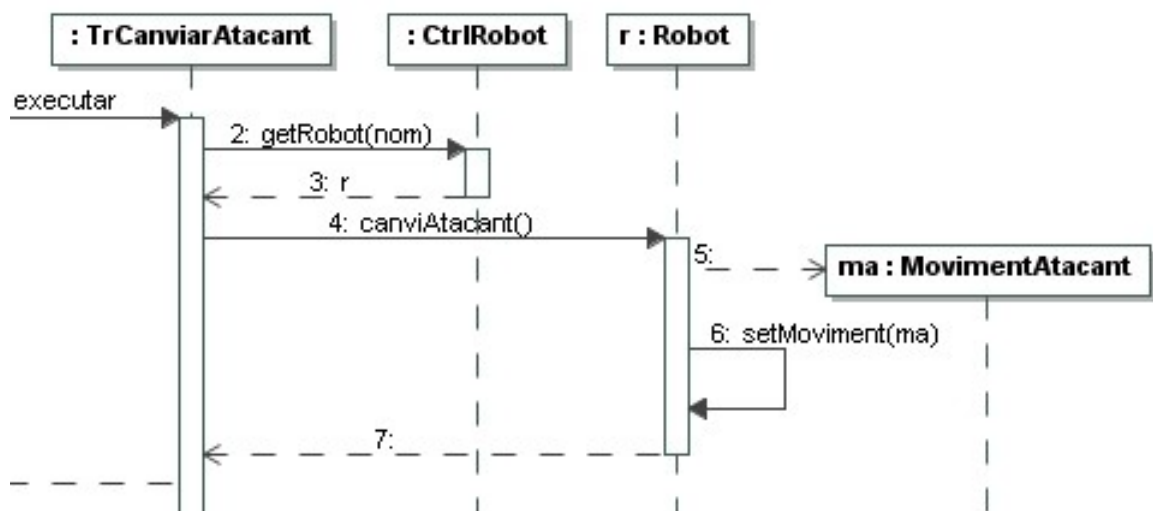 : TrCanviarAtacant
: CtrlRobot
r : Robot
executar
2: getRobot(nom)
3: r
4: canviAtacant()
5:
ma : MovimentAtacant
6: setMoviment(ma)
7: